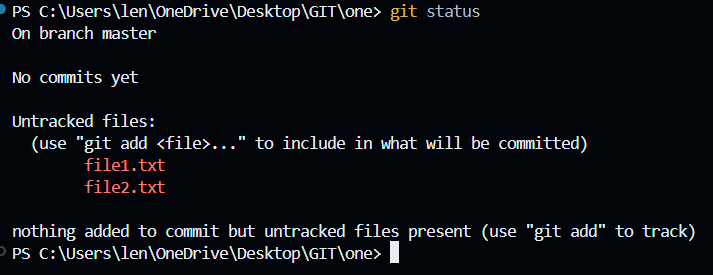 PS C:\Users\len\OneDrive\Desktop\GIT\one> git status
On branch master
No commits yet
Untracked files:
(use "git add <file>..." to include in what will be committed)
file1.txt
file2.txt
nothing added to commit but untracked files present (use "git add" to track)
PS C:\Users\len\OneDrive\Desktop\GIT\one>